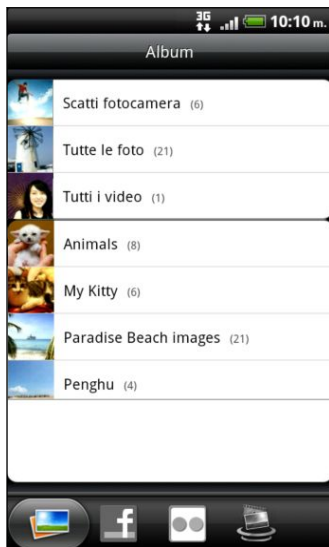 3G 10:10 m.
Album
Scatti fotocamera (6)
Tutte le foto (21)
Tutti i video (1)
Animals (8)
My Kitty (6)
Paradise Beach images (21)
Penghu (4)
f